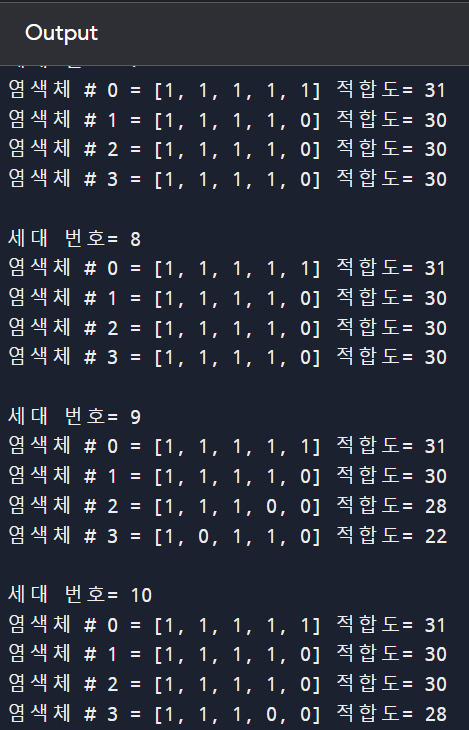 Output
염색체 # 0 = [1, 1, 1, 1, 1] 적합도= 31
염색체 # 1 = [1, 1, 1, 1, 0] 적합도= 30
염색체 # 2 = [1, 1, 1, 1, 0] 적합도= 30
염색체 # 3 = [1, 1, 1, 1, 0] 적합도= 30
세대 번호= 8
염색체 # 0 = [1, 1, 1, 1, 1] 적합도= 31
염색체 # 1 = [1, 1, 1, 1, 0] 적합도= 30
염색체 # 2 = [1, 1, 1, 1, 0] 적합도= 30
염색체 # 3 = [1, 1, 1, 1, 0] 적합도= 30
세대 번호= 9
염색체 # 0 = [1, 1, 1, 1, 1] 적합도= 31
염색체 # 1 = [1, 1, 1, 1, 0] 적합도= 30
염색체 # 2 = [1, 1, 1, 0, 0] 적합도= 28
염색체 # 3 = [1, 0, 1, 1, 0] 적합도= 22
세대 번호= 10
염색체 # 0 = [1, 1, 1, 1, 1] 적합도= 31
염색체 # 1 = [1, 1, 1, 1, 0] 적합도= 30
염색체 # 2 = [1, 1, 1, 1, 0] 적합도= 30
염색체 # 3 = [1, 1, 1, 0, 0] 적합도= 28